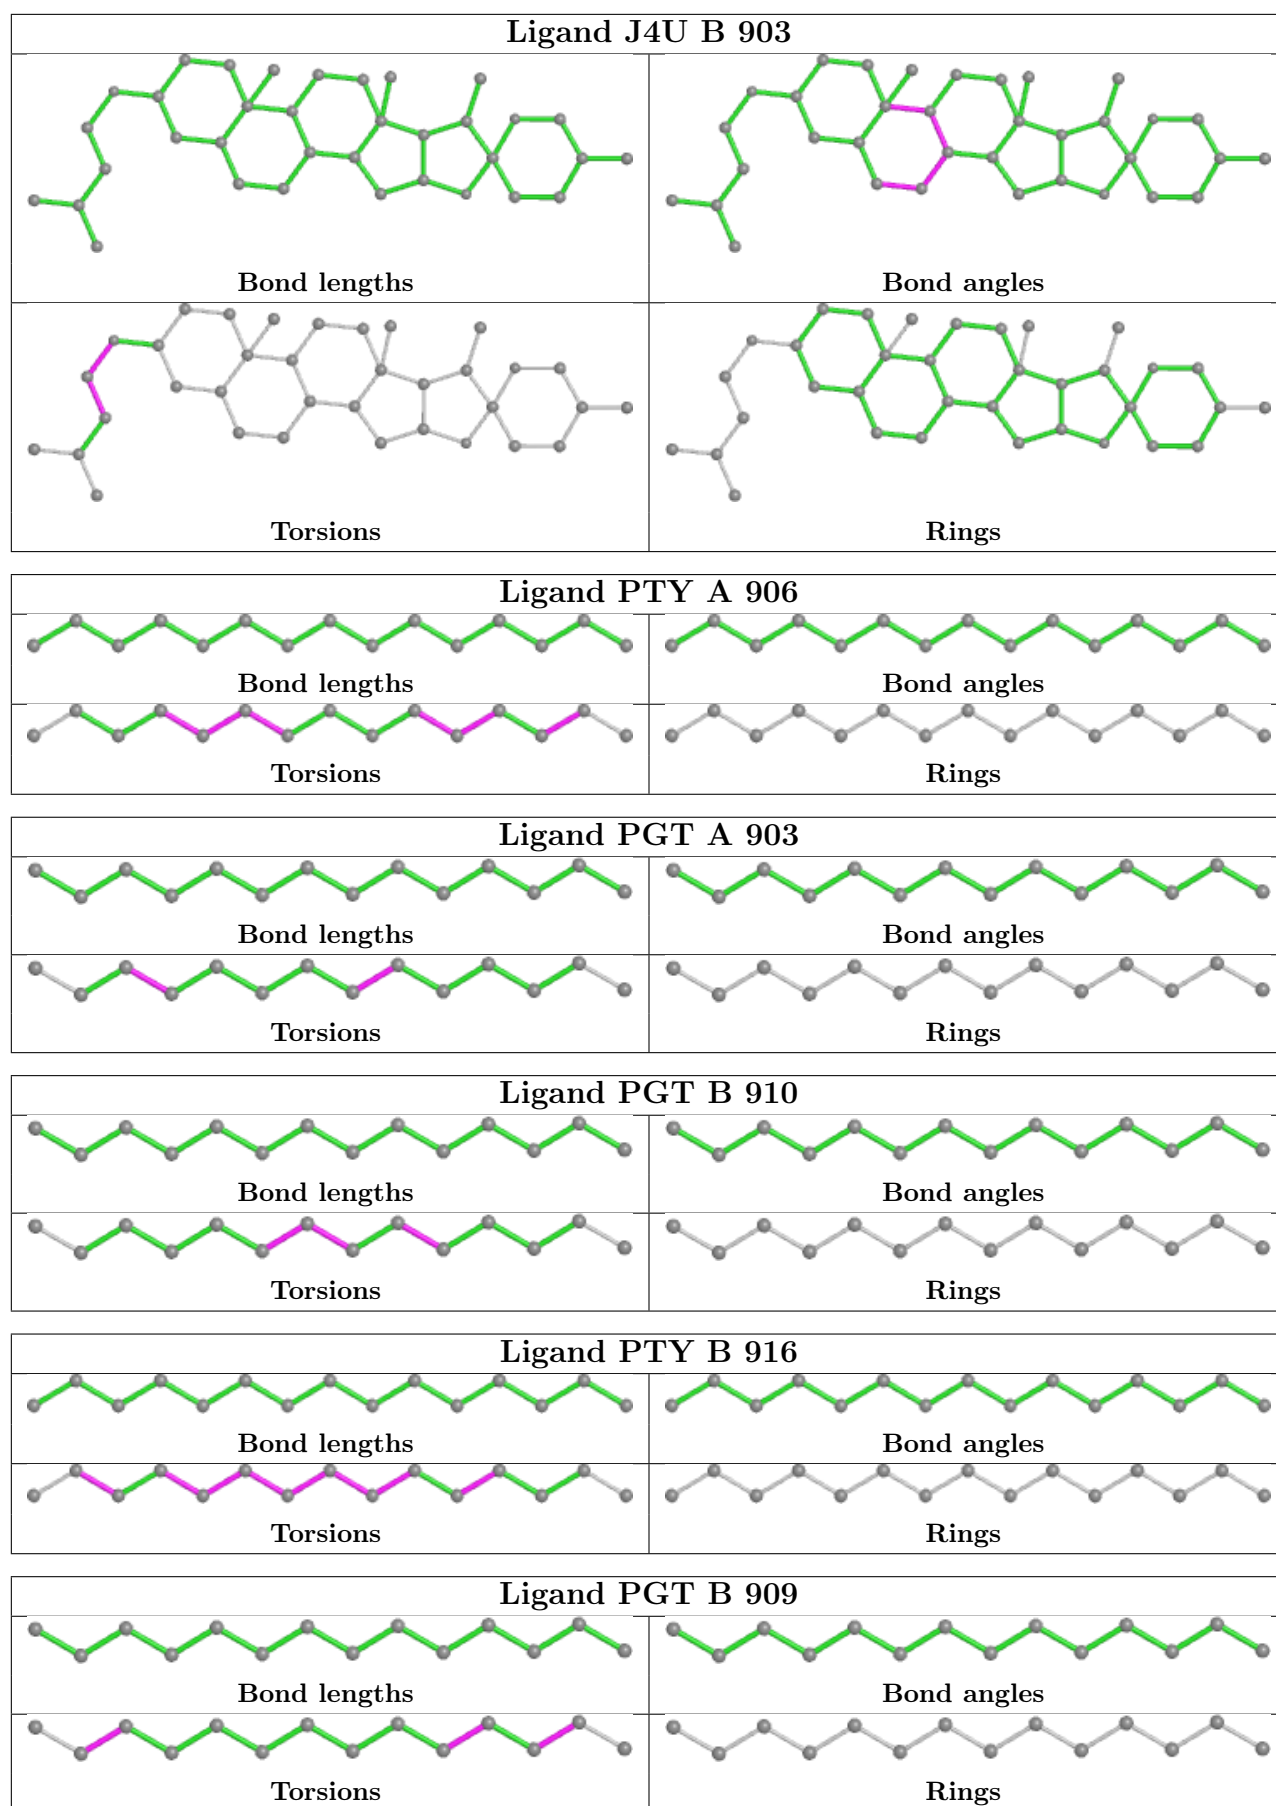 Ligand J4U B 903
Bond lengths
Bond angles
Torsions
Rings
Ligand PTY A 906
Bond lengths
Bond angles
Torsions
Rings
Ligand PGT A 903
Bond lengths
Bond angles
Torsions
Rings
Ligand PGT B 910
Bond lengths
Bond angles
Torsions
Rings
Ligand PTY B 916
Bond lengths
Bond angles
Torsions
Rings
Ligand PGT B 909
Bond lengths
Bond angles
Torsions
Rings